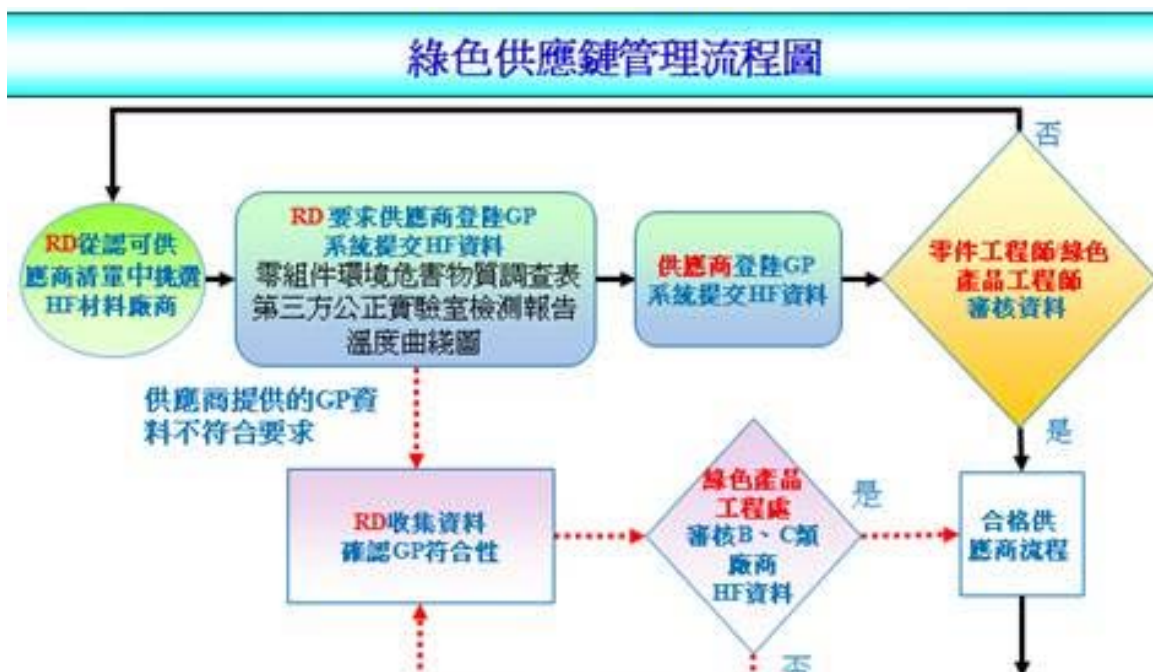 綠色供應鏈管理流程圖
否
RD從認可供
應商清單中挑選
HF材料廠商
RD要求供應商登陸GP
系統提交HF資料
零組件環境危害物質調查表
第三方公正實驗室檢測報告
溫度曲綫圖
供應商登陸GP
系統提交HF資料
零件工程師/綠色
產品工程師
審核資料
供應商提供的GP資
料不符合要求
是
RD收集資料
確認GP符合性
綠色產品
工程處
審核B、C類
廠商
HF資料
是
合格供
應商流程
否